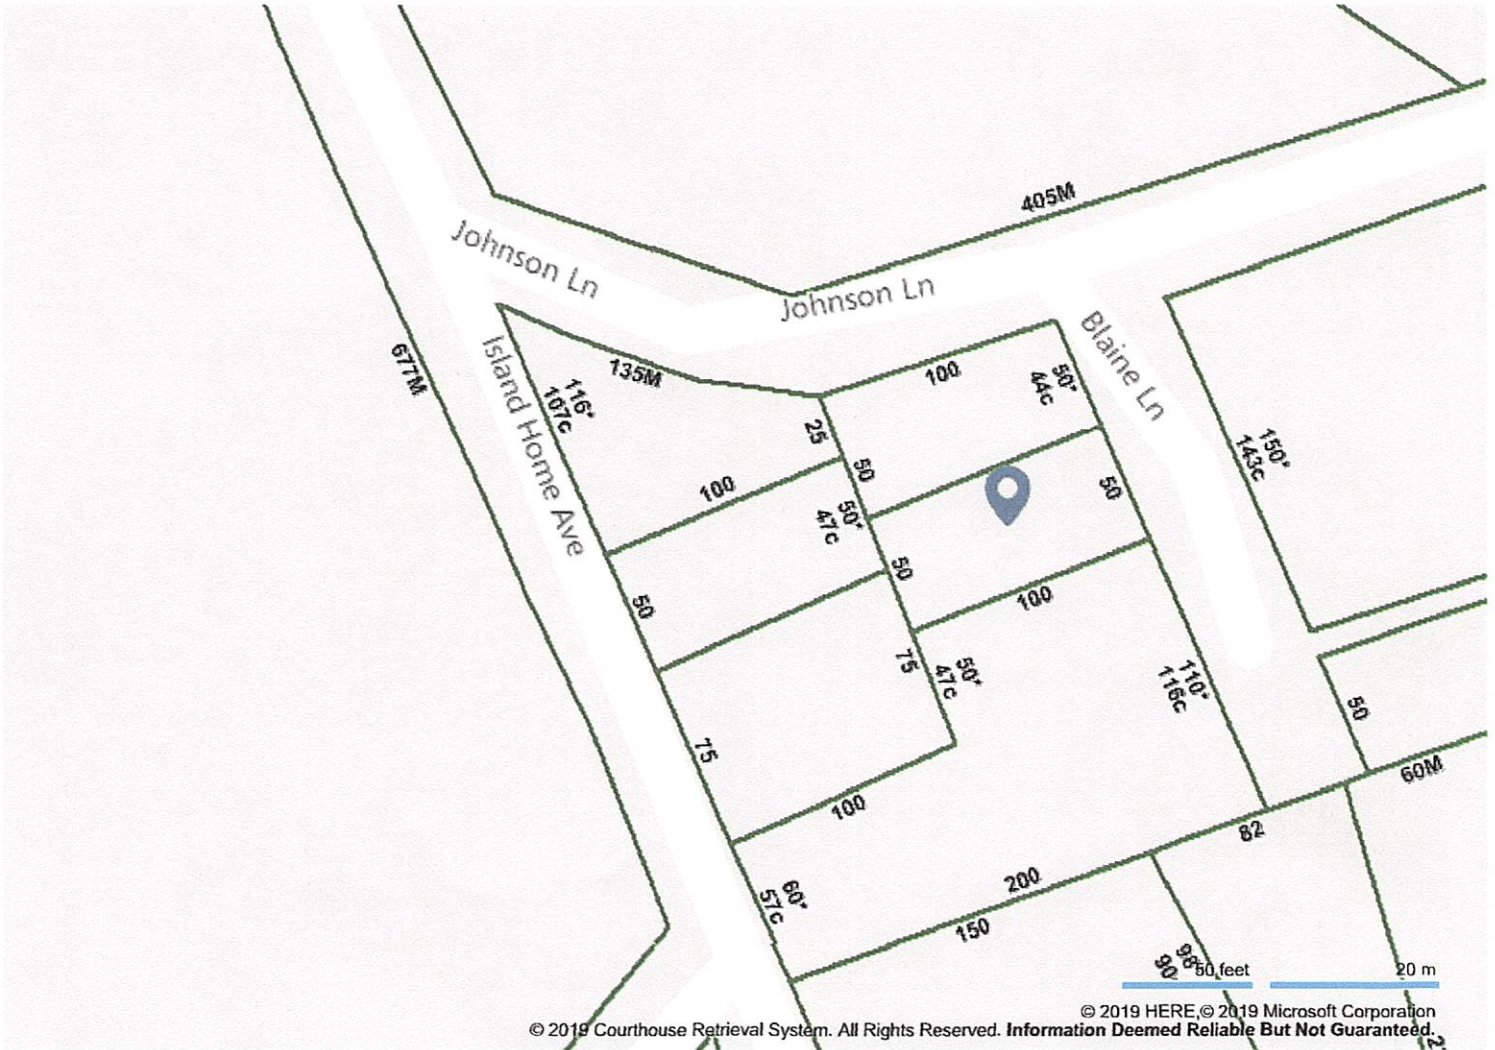 405M
Johnson Ln
Johnson Ln
Blaine Ln
Island Home Ave
677M
135M
116*
107c
100
50*
44c
25
50
150*
143c
100
50*
47c
50
50
50
100
75
50*
47c
110*
116c
50
75
60M
100
82
60*
57c
200
150
98*
90
50 feet
20 m
© 2019 HERE,© 2019 Microsoft Corporation
© 2019 Courthouse Retrieval System. All Rights Reserved. Information Deemed Reliable But Not Guaranteed.